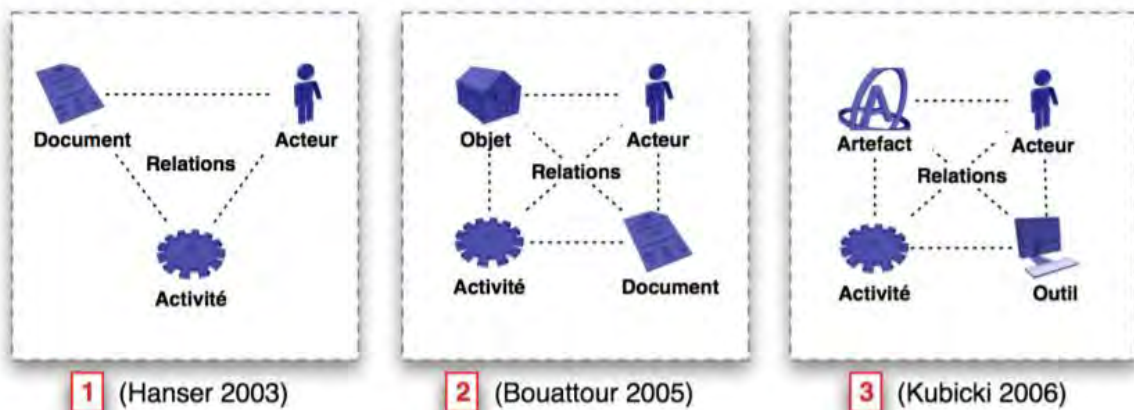 Document
Acteur
Relations
Activité
1 (Hanser 2003)
Objet
Acteur
Relations
Activité
Document
2 (Bouattour 2005)
Artefact
Acteur
Relations
Activité
Outil
3 (Kubicki 2006)